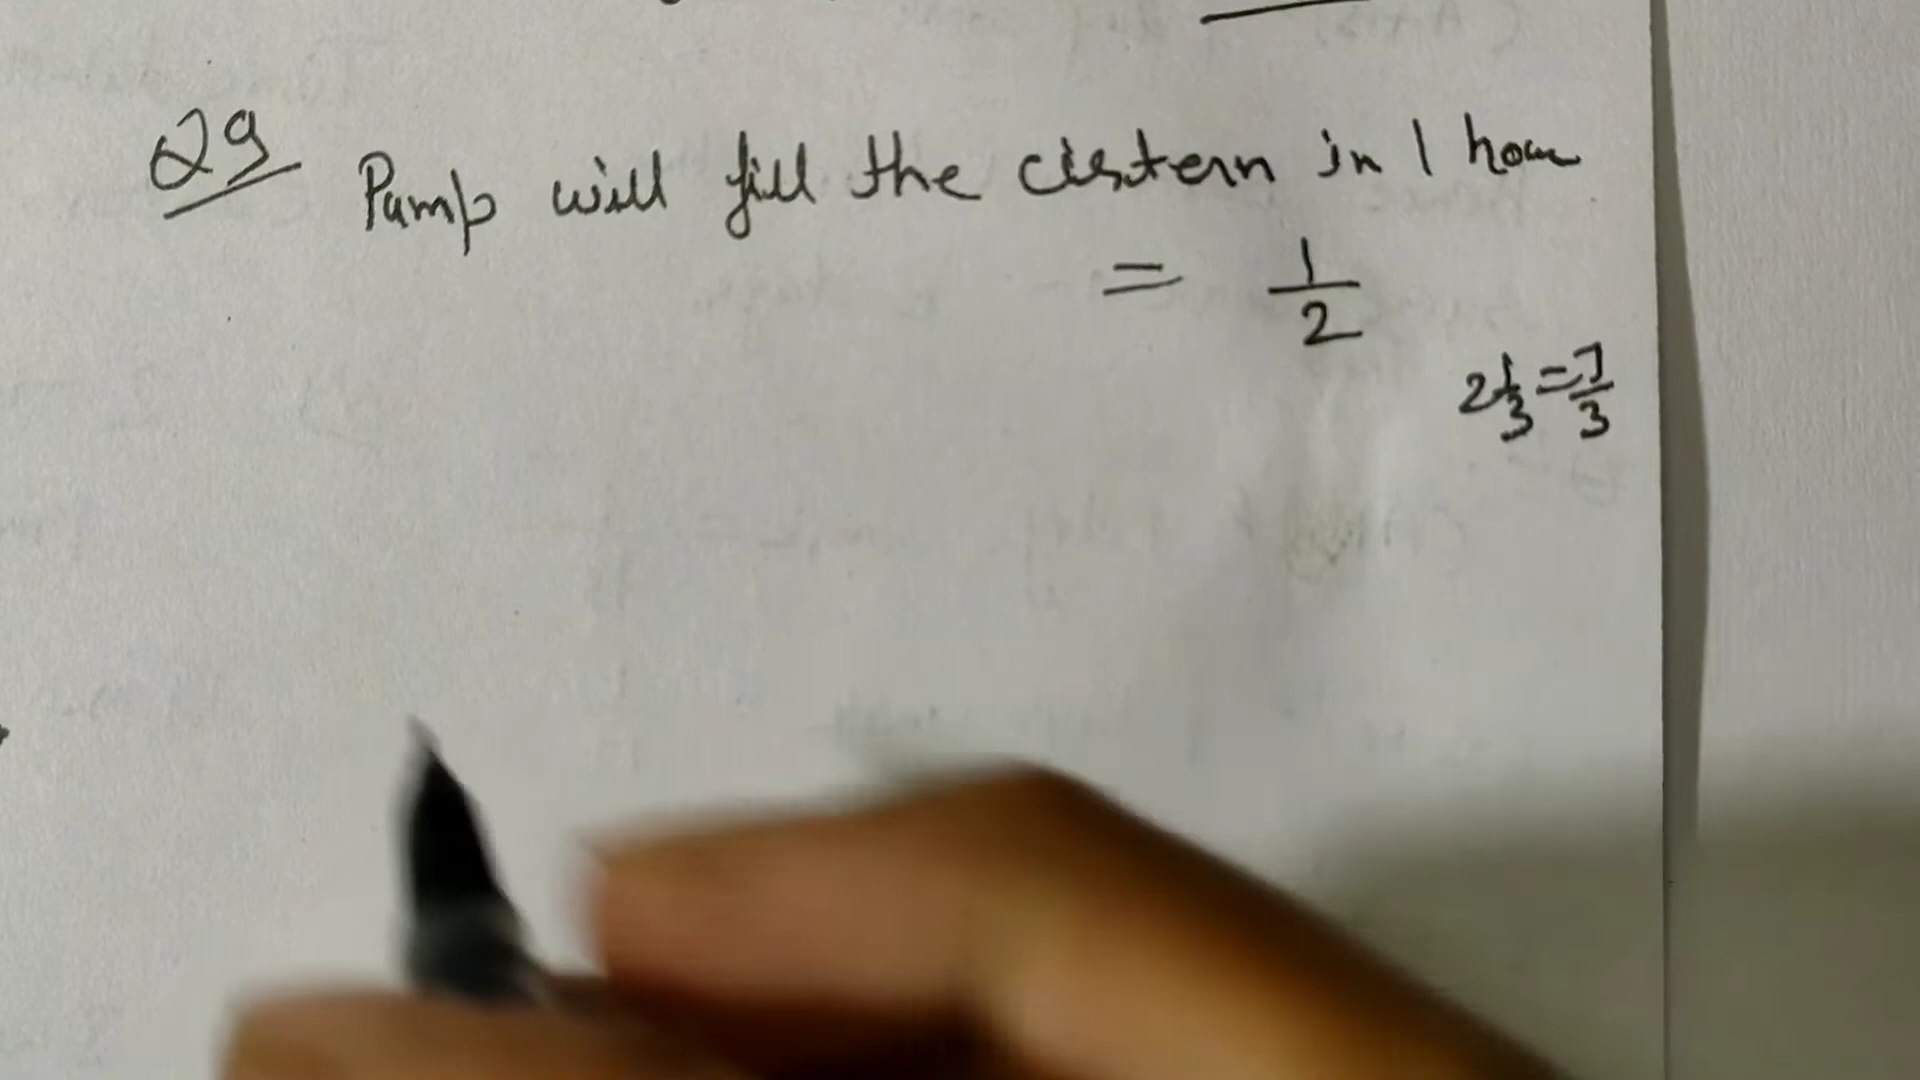 Q9 Pump will fill the cistern in 1 hour
= 1/2
2 1/3 = 7/3